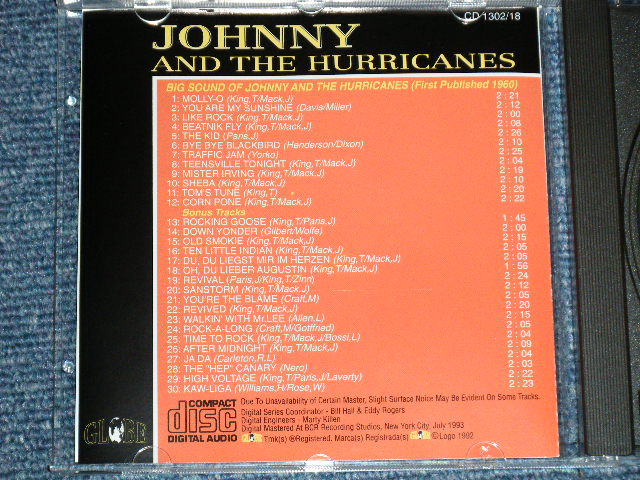 CD 1302/18
JOHNNY
AND THE HURRICANES
BIG SOUND OF JOHNNY AND THE HURRICANES (First Published 1960)
1: MOLLY-O (King,T/Mack,J) 2 : 21
2: YOU ARE MY SUNSHINE (Davis/Miller) 2 : 12
3: LIKE ROCK (King,T/Mack,J) 2 : 00
4: BEATNIK FLY (King,T/Mack,J) 2 : 08
5: THE KID (Paris,J) 2 : 26
6: BYE BYE BLACKBIRD (Henderson/Dixon) 2 : 10
7: TRAFFIC JAM (Yorko) 2 : 25
8: TEENSVILLE TONIGHT (King,T/Mack,J) 2 : 04
9: MISTER IRVING (King,T/Mack,J) 2 : 19
10: SHEBA (King,T/Mack,J) 2 : 10
11: TOM'S TUNE (King,T) 2 : 20
12: CORN PONE (King,T/Mack,J) 2 : 22
Bonus Tracks
13: ROCKING GOOSE (King,T/Paris,J) 1 : 45
14: DOWN YONDER (Gilbert/Wolfe) 2 : 00
15: OLD SMOKIE (King,T/Mack,J) 2 : 15
16: TEN LITTLE INDIAN (King,T/Mack,J) 2 : 05
17: DU, DU LIEGST MIR IM HERZEN (King,T/Mack,J) 2 : 05
18: OH, DU LIEBER AUGUSTIN (King,T/Mack,J) 1 : 56
19: REVIVAL (Paris,J/King,T/Zinn) 2 : 24
20: SANSTORM (King,T/Mack,J) 2 : 12
21: YOU'RE THE BLAME (Craft,M) 2 : 05
22: REVIVED (King,T/Mack,J) 2 : 20
23: WALKIN' WITH Mr.LEE (Allen,L) 2 : 15
24: ROCK-A-LONG (Craft,M/Gottfried) 2 : 05
25: TIME TO ROCK (King,T/Mack,J/Bossi,L) 2 : 04
26: AFTER MIDNIGHT (King,T/Mack,J) 2 : 09
27: JA DA (Carleton,R.L) 2 : 04
28: THE "HEP" CANARY (Nero) 2 : 03
29: HIGH VOLTAGE (King,T/Paris,J/Laverty) 2 : 22
30: KAW-LIGA (Williams,H/Rose,W) 2 : 23
COMPACT
disc
DIGITAL AUDIO
Due To Unavailability of Certain Master, Slight Surface Noice May Be Evident On Some Tracks.
Digital Series Coordinator - Bill Hall & Eddy Rogers
Digital Engineers - Marty Killen
Digital Mastered At BCR Recording Studios, New York City, July 1993
Tmk(s) ®Registered. Marca(s) Registrada(s) ©Logo 1992
GLOBE